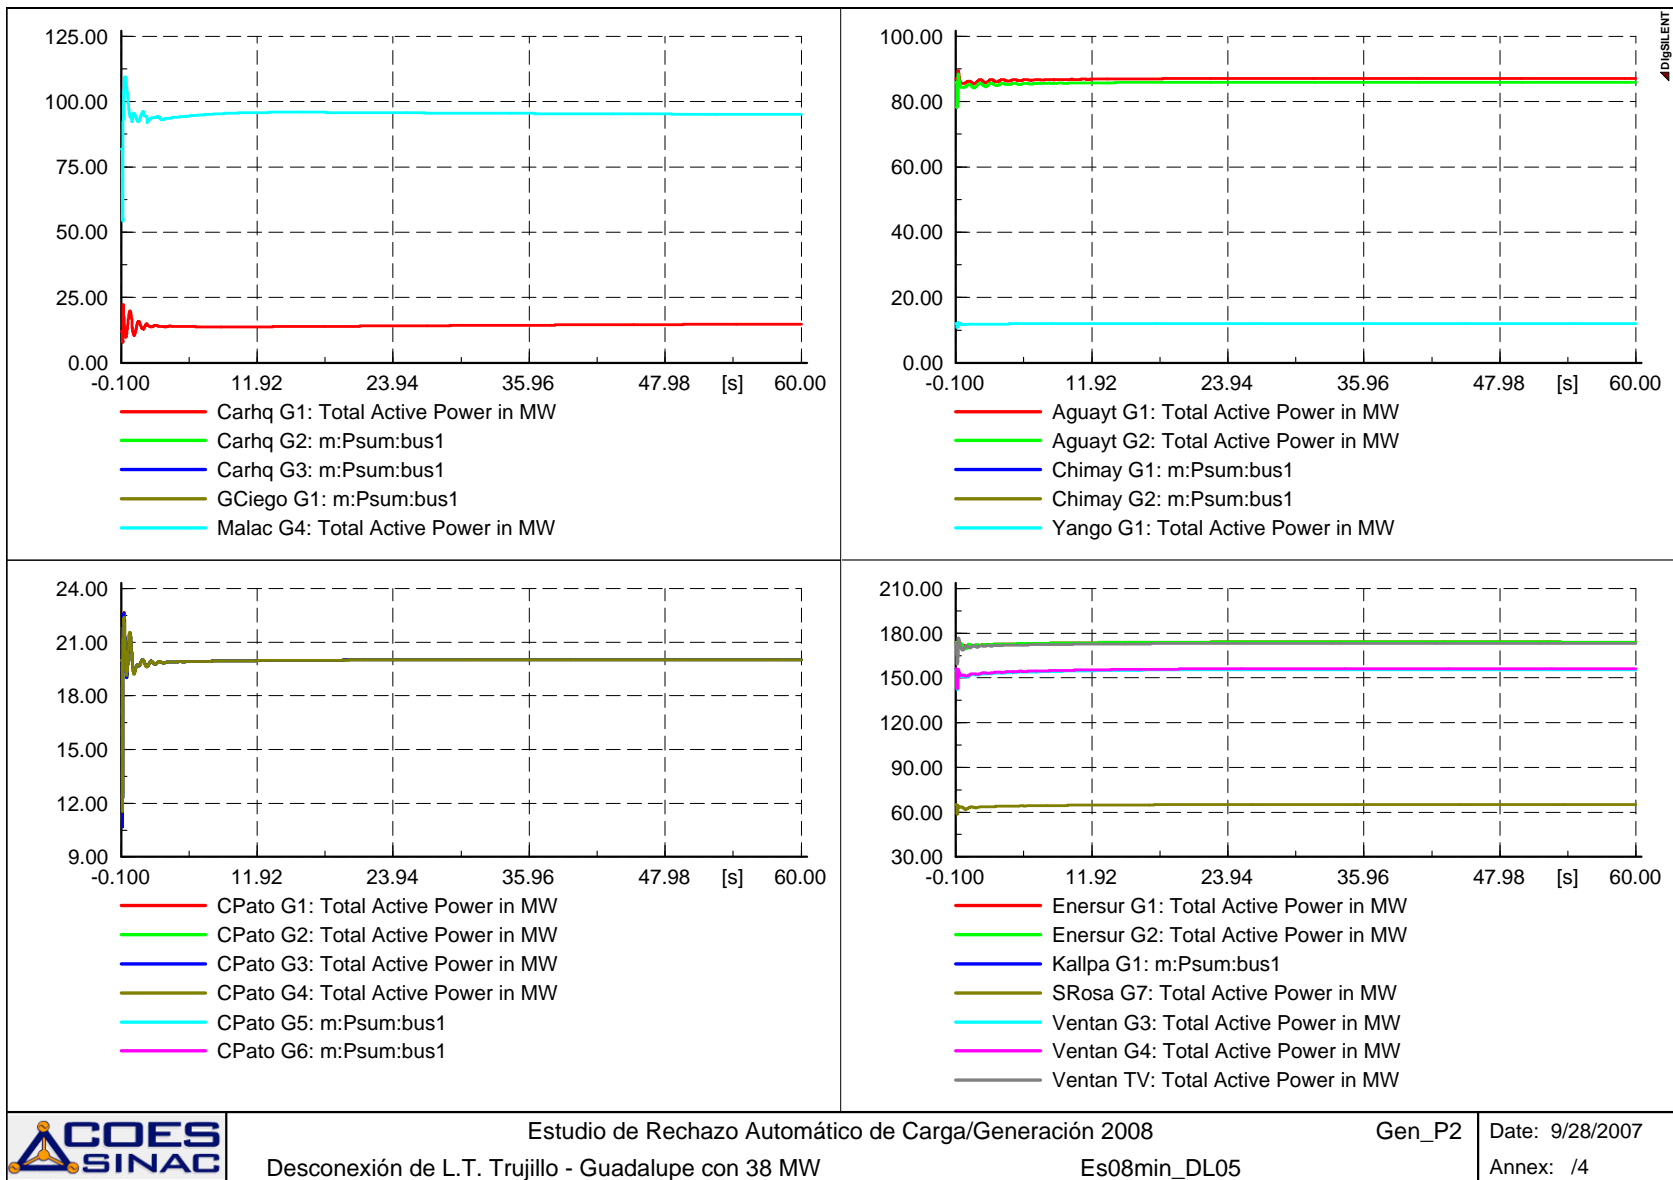 125.00
100.00
75.00
50.00
25.00
0.00
-0.100 11.92 23.94 35.96 47.98 [s] 60.00
Carhq G1: Total Active Power in MW
Carhq G2: m:Psum:bus1
Carhq G3: m:Psum:bus1
GCiego G1: m:Psum:bus1
Malac G4: Total Active Power in MW
100.00
80.00
60.00
40.00
20.00
0.00
-0.100 11.92 23.94 35.96 47.98 [s] 60.00
Aguayt G1: Total Active Power in MW
Aguayt G2: Total Active Power in MW
Chimay G1: m:Psum:bus1
Chimay G2: m:Psum:bus1
Yango G1: Total Active Power in MW
DIgSILENT
24.00
21.00
18.00
15.00
12.00
9.00
-0.100 11.92 23.94 35.96 47.98 [s] 60.00
CPato G1: Total Active Power in MW
CPato G2: Total Active Power in MW
CPato G3: Total Active Power in MW
CPato G4: Total Active Power in MW
CPato G5: m:Psum:bus1
CPato G6: m:Psum:bus1
210.00
180.00
150.00
120.00
90.00
60.00
30.00
-0.100 11.92 23.94 35.96 47.98 [s] 60.00
Enersur G1: Total Active Power in MW
Enersur G2: Total Active Power in MW
Kallpa G1: m:Psum:bus1
SRosa G7: Total Active Power in MW
Ventan G3: Total Active Power in MW
Ventan G4: Total Active Power in MW
Ventan TV: Total Active Power in MW
COES
SINAC
Estudio de Rechazo Automático de Carga/Generación 2008 Gen_P2
Desconexión de L.T. Trujillo - Guadalupe con 38 MW Es08min_DL05
Date: 9/28/2007
Annex: /4